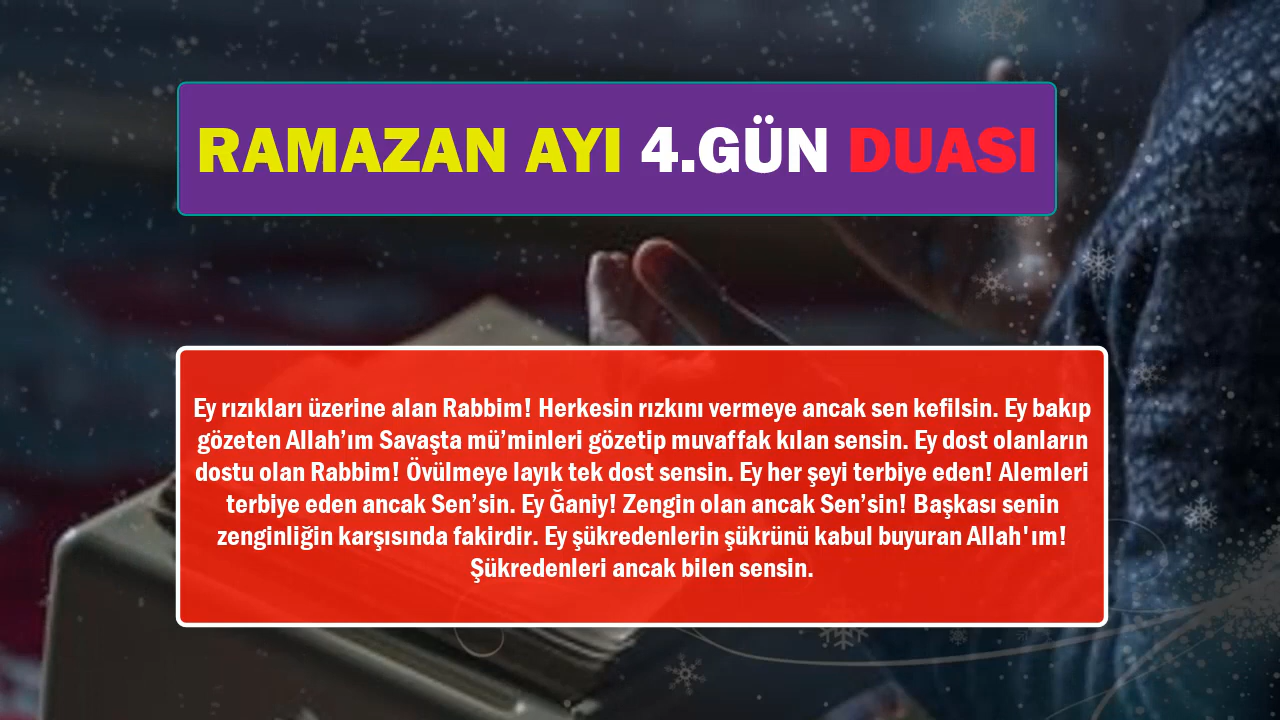 RAMAZAN AYI 4.GÜN DUASI
Ey rızıkları üzerine alan Rabbim! Herkesin rızkını vermeye ancak sen kefilsin. Ey bakıp
gözeten Allah’ım Savaşta mü’minleri gözetip muvaffak kılan sensin. Ey dost olanların
dostu olan Rabbim! Övülmeye layık tek dost sensin. Ey her şeyi terbiye eden! Alemleri
terbiye eden ancak Sen’sin. Ey Ğaniy! Zengin olan ancak Sen’sin! Başkası senin
zenginliğin karşısında fakirdir. Ey şükredenlerin şükrünü kabul buyuran Allah'ım!
Şükredenleri ancak bilen sensin.